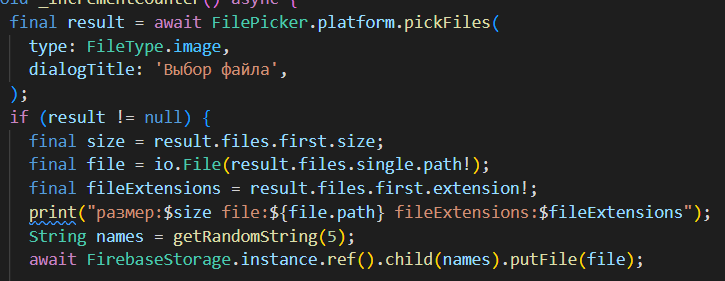 _incrementCounter() async {
final result = await FilePicker.platform.pickFiles(
type: FileType.image,
dialogTitle: 'Выбор файла',
);
if (result != null) {
final size = result.files.first.size;
final file = io.File(result.files.single.path!);
final fileExtensions = result.files.first.extension!;
print("размер:$size file:${file.path} fileExtensions:$fileExtensions");
String names = getRandomString(5);
await FirebaseStorage.instance.ref().child(names).putFile(file);